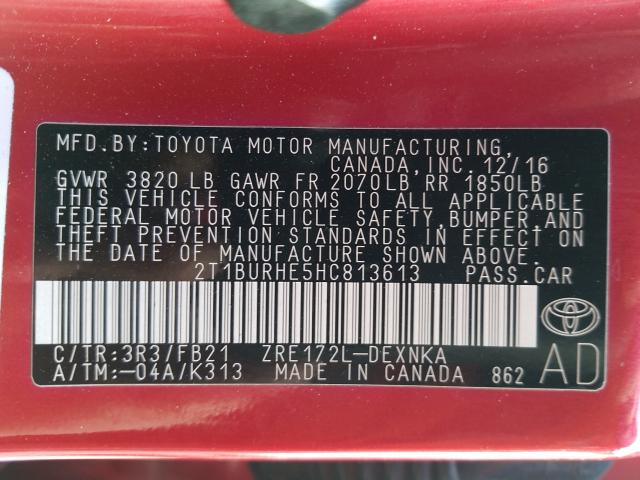 MFD.BY:TOYOTA MOTOR MANUFACTURING,
CANADA,INC. 12/16
GVWR 3820 LB GAWR FR 2070LB RR 1850LB
THIS VEHICLE CONFORMS TO ALL APPLICABLE
FEDERAL MOTOR VEHICLE SAFETY, BUMPER, AND
THEFT PREVENTION STANDARDS IN EFFECT ON
THE DATE OF MANUFACTURE SHOWN ABOVE.
2T1BURHE5HC813613 PASS.CAR
C/TR:3R3/FB21 ZRE172L-DEXNKA
A/TM:-04A/K313 MADE IN CANADA 862 AD